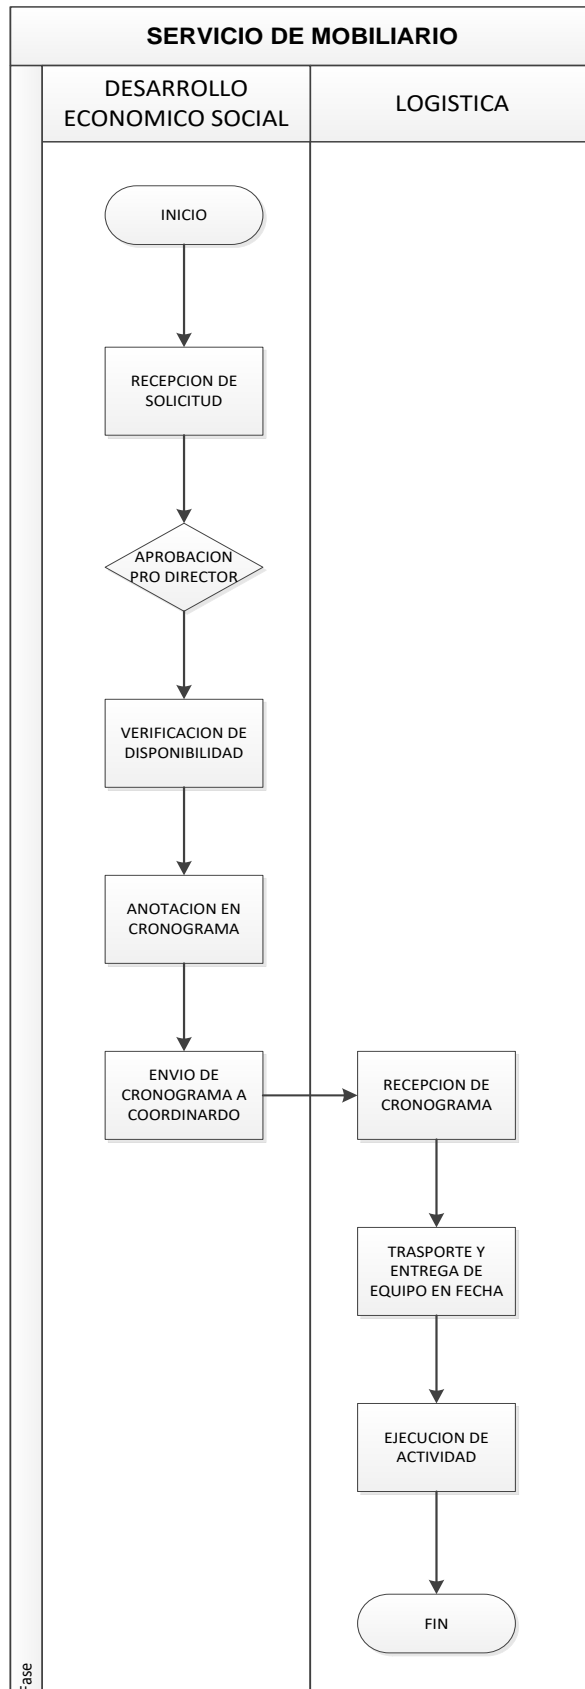 SERVICIO DE MOBILIARIO
DESARROLLO
ECONOMICO SOCIAL
LOGISTICA
INICIO
RECEPCION DE
SOLICITUD
APROBACION
PRO DIRECTOR
VERIFICACION DE
DISPONIBILIDAD
ANOTACION EN
CRONOGRAMA
ENVIO DE
CRONOGRAMA A
COORDINARDO
RECEPCION DE
CRONOGRAMA
TRASPORTE Y
ENTREGA DE
EQUIPO EN FECHA
EJECUCION DE
ACTIVIDAD
FIN
Fase